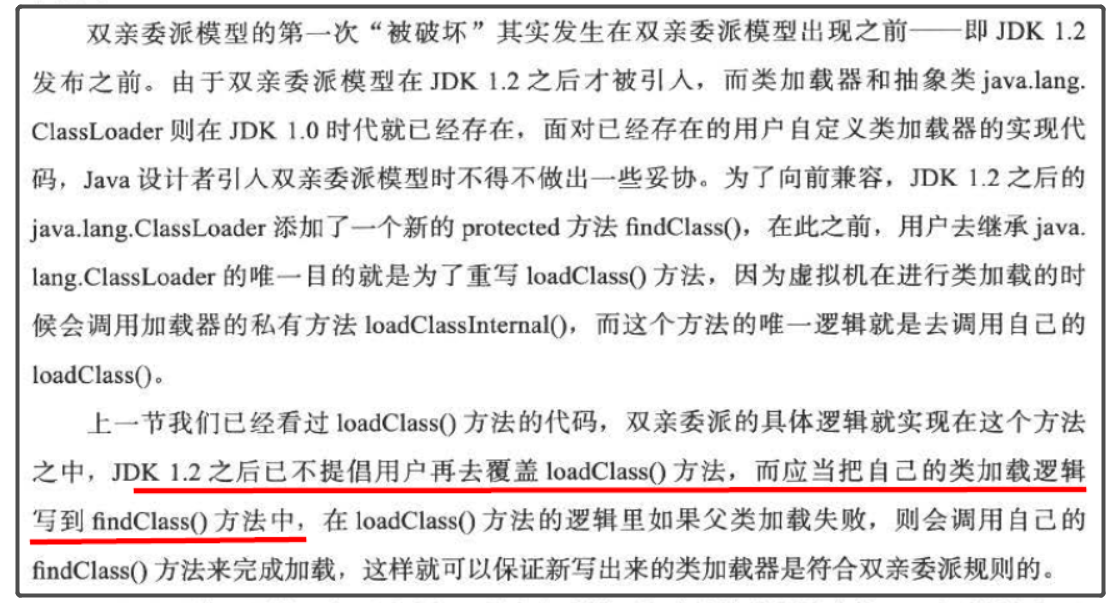 双亲委派模型的第一次“被破坏”其实发生在双亲委派模型出现之前——即 JDK 1.2
发布之前。由于双亲委派模型在 JDK 1.2 之后才被引人，而类加载器和抽象类 java.lang.
ClassLoader 则在 JDK 1.0 时代就已经存在，面对已经存在的用户自定义类加载器的实现代
码，Java 设计者引人双亲委派模型时不得不做出一些妥协。为了向前兼容，JDK 1.2 之后的
java.lang.ClassLoader 添加了一个新的 protected 方法 findClass()，在此之前，用户去继承 java.
lang.ClassLoader 的唯一目的就是为了重写 loadClass() 方法，因为虚拟机在进行类加载的时
候会调用加载器的私有方法 loadClassInternal()，而这个方法的唯一逻辑就是去调用自己的
loadClass()。
上一节我们已经看过 loadClass() 方法的代码，双亲委派的具体逻辑就实现在这个方法
之中，JDK 1.2 之后已不提倡用户再去覆盖 loadClass() 方法，而应当把自己的类加载逻辑
写到 findClass() 方法中，在 loadClass() 方法的逻辑里如果父类加载失败，则会调用自己的
findClass() 方法来完成加载，这样就可以保证新写出来的类加载器是符合双亲委派规则的。